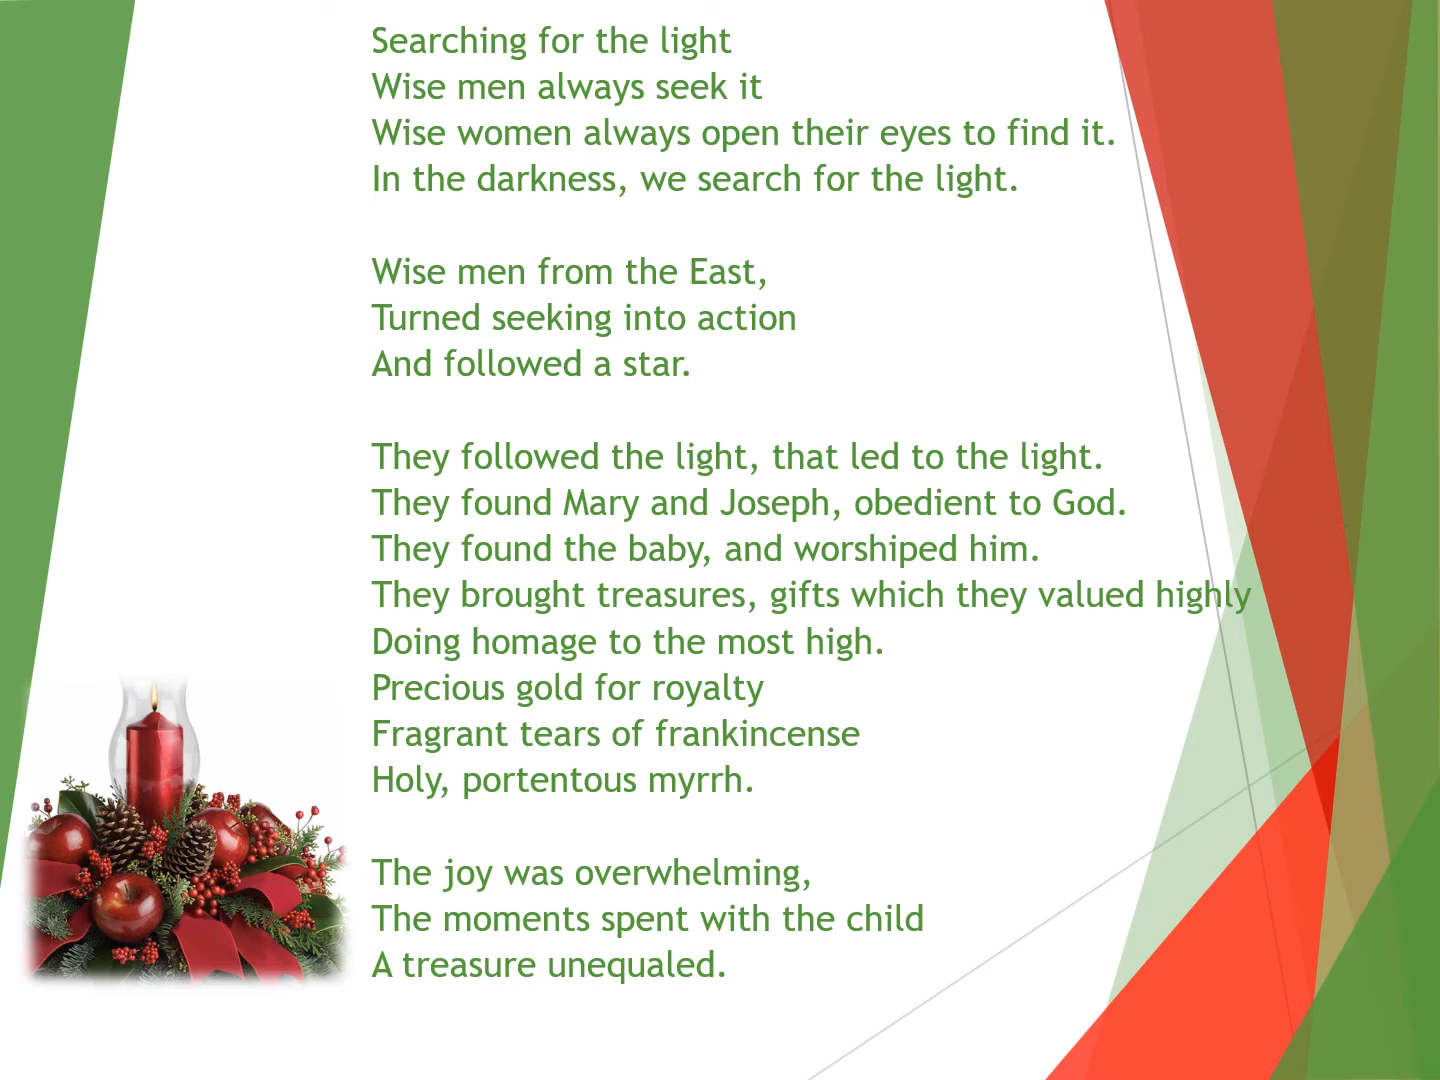 Searching for the light
Wise men always seek it
Wise women always open their eyes to find it.
In the darkness, we search for the light.
Wise men from the East,
Turned seeking into action
And followed a star.
They followed the light, that led to the light.
They found Mary and Joseph, obedient to God.
They found the baby, and worshiped him.
They brought treasures, gifts which they valued highly
Doing homage to the most high.
Precious gold for royalty
Fragrant tears of frankincense
Holy, portentous myrrh.
The joy was overwhelming,
The moments spent with the child
A treasure unequaled.